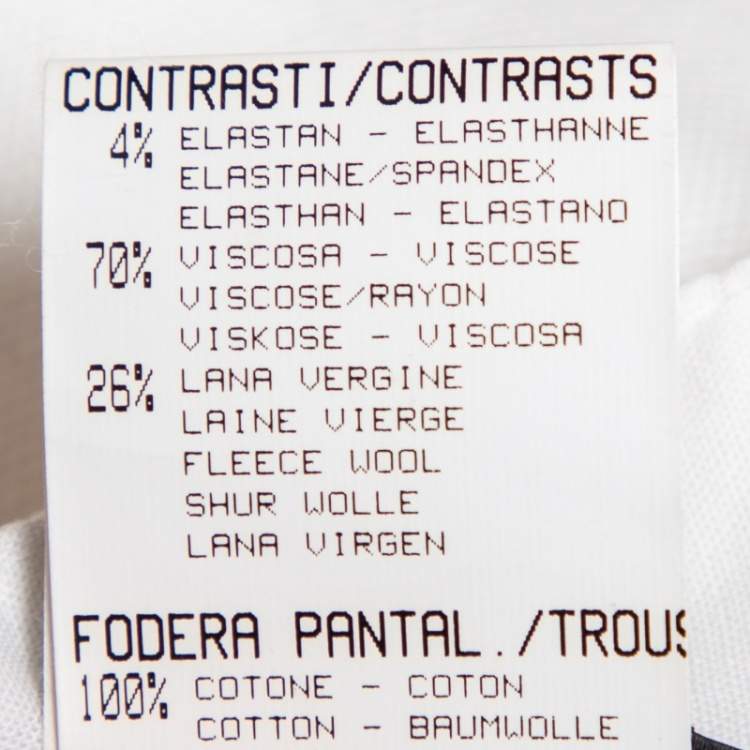 CONTRASTI/CONTRASTS
4% ELASTAN - ELASTHANNE
ELASTANE/SPANDEX
ELASTHAN - ELASTANO
70% VISCOSA - VISCOSE
VISCOSE/RAYON
VISKOSE - VISCOSA
26% LANA VERGINE
LAINE VIERGE
FLEECE WOOL
SHUR WOLLE
LANA VIRGEN
FODERA PANTAL./TROUS
100% COTONE - COTON
COTTON - BAUMWOLLE